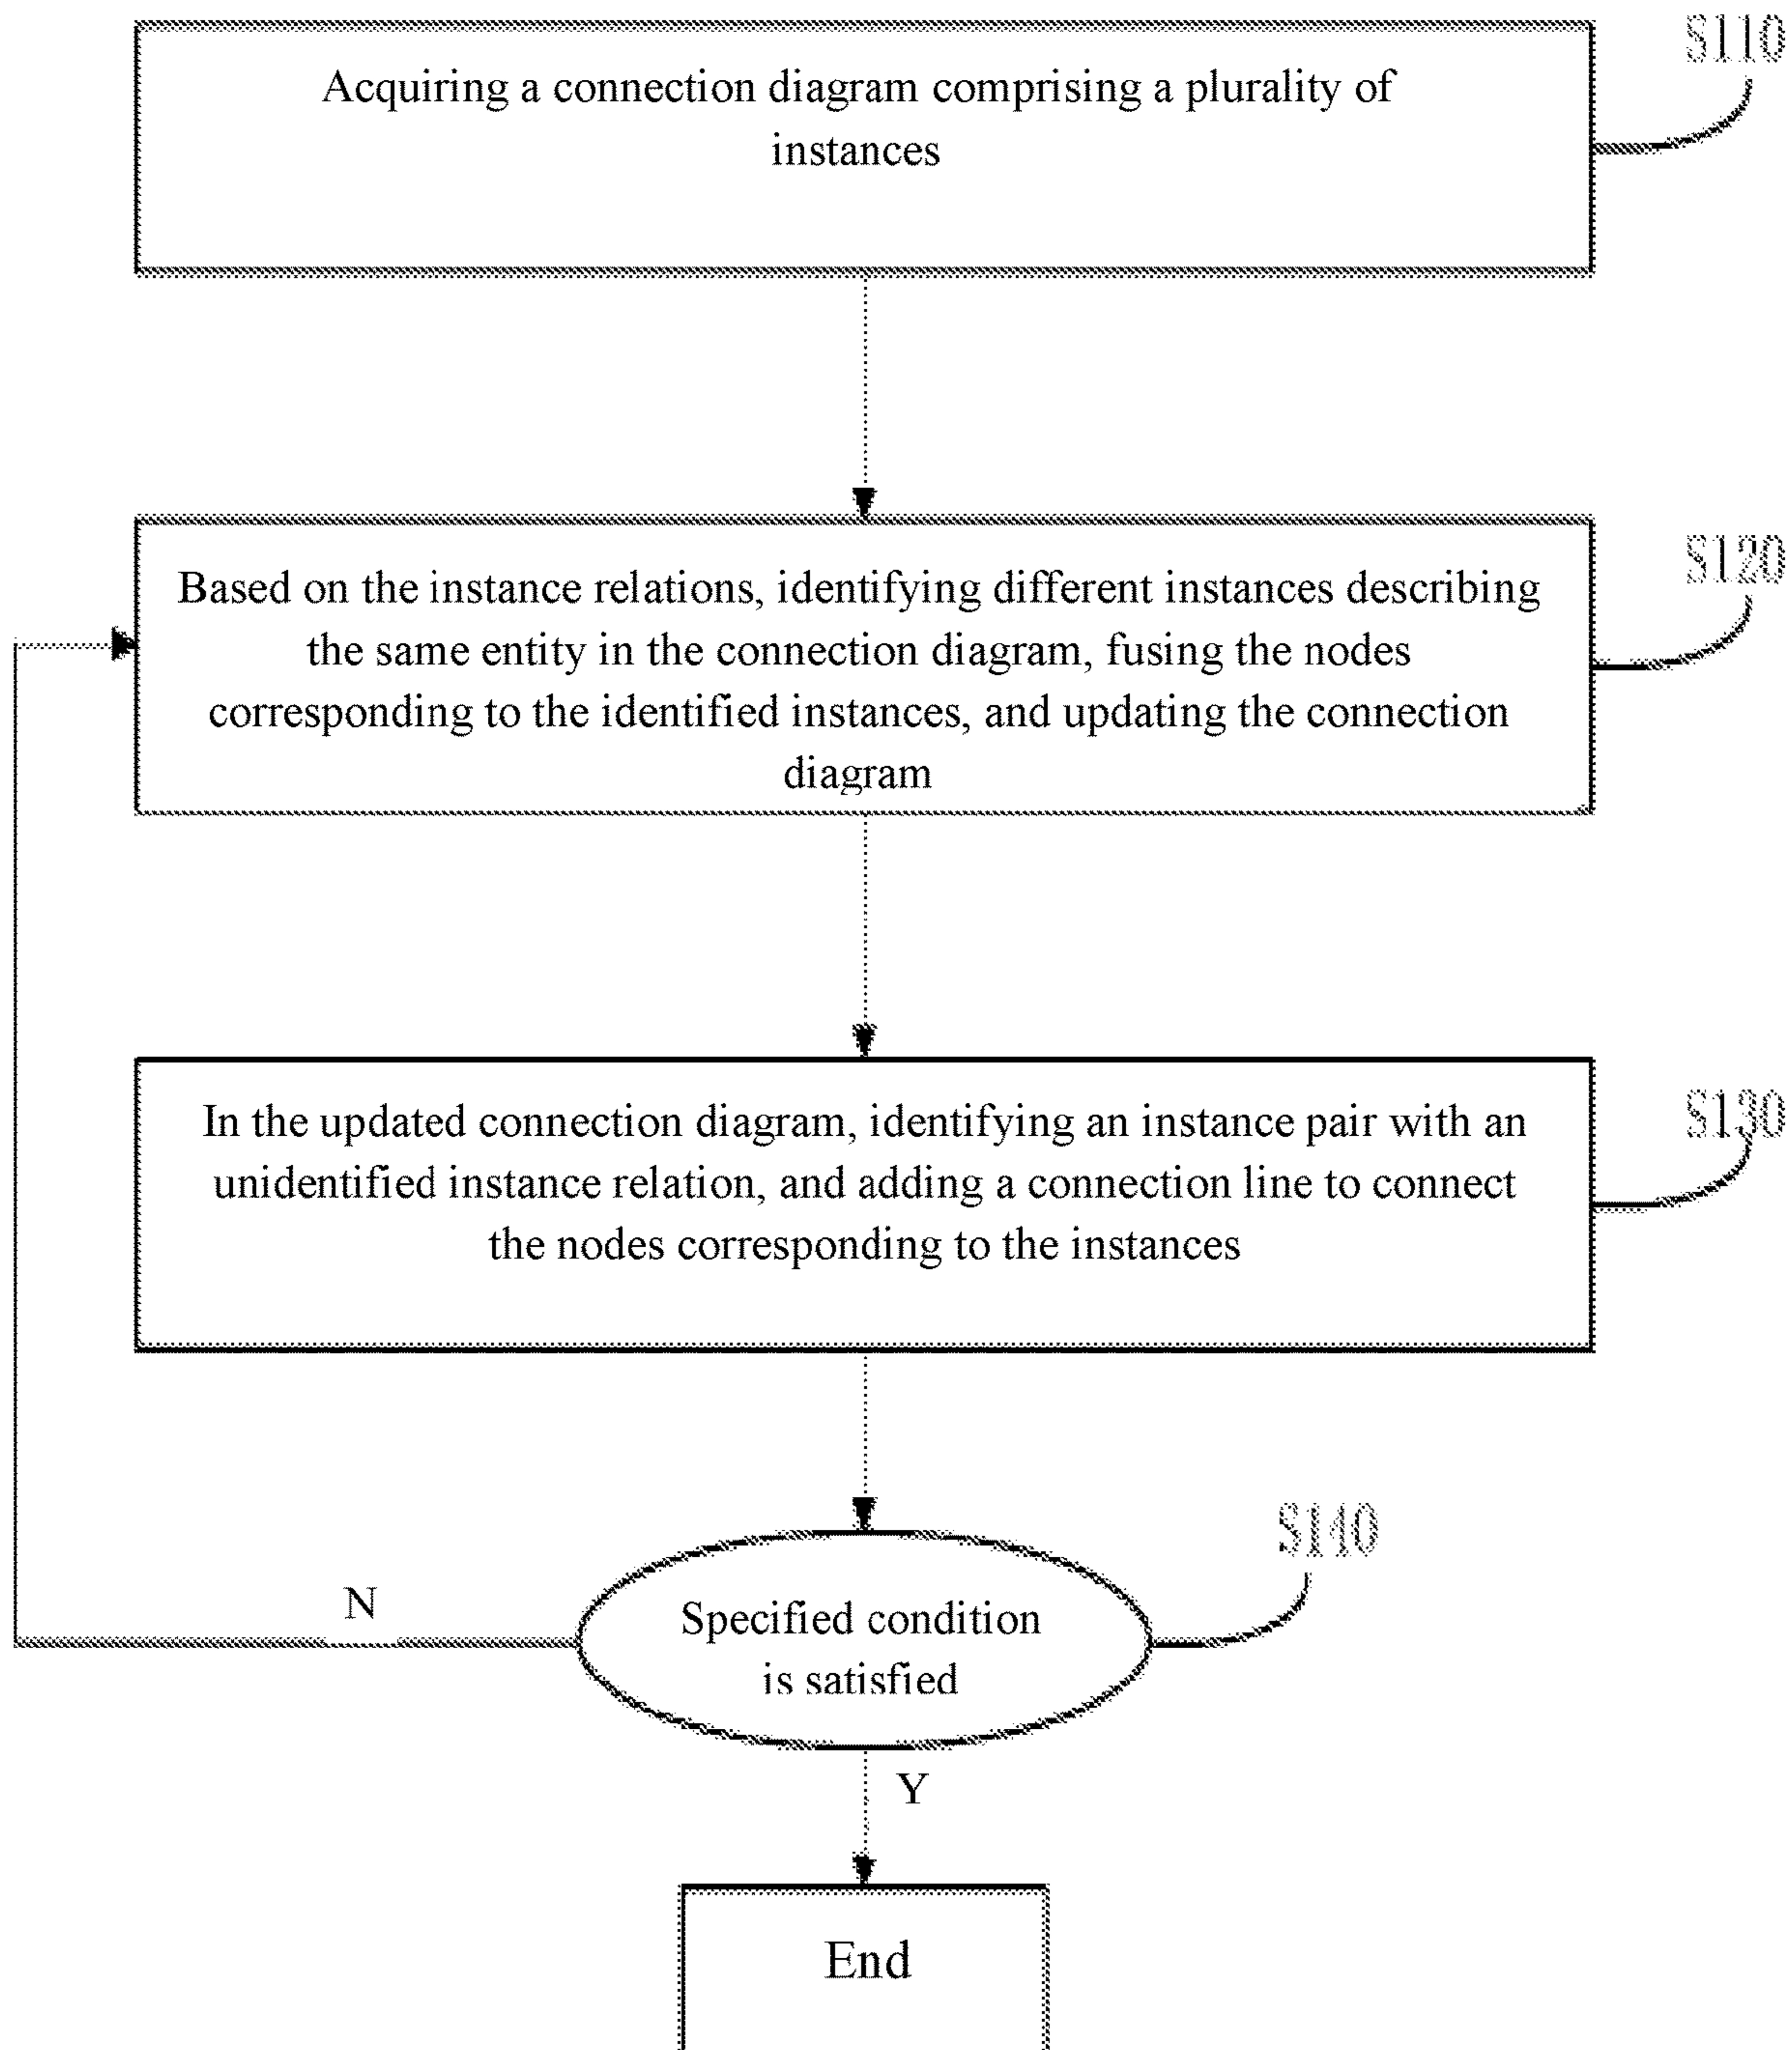 S110
Acquiring a connection diagram comprising a plurality of
instances
S120
Based on the instance relations, identifying different instances describing
the same entity in the connection diagram, fusing the nodes
corresponding to the identified instances, and updating the connection
diagram
S130
In the updated connection diagram, identifying an instance pair with an
unidentified instance relation, and adding a connection line to connect
the nodes corresponding to the instances
S140
N
Specified condition
is satisfied
Y
End